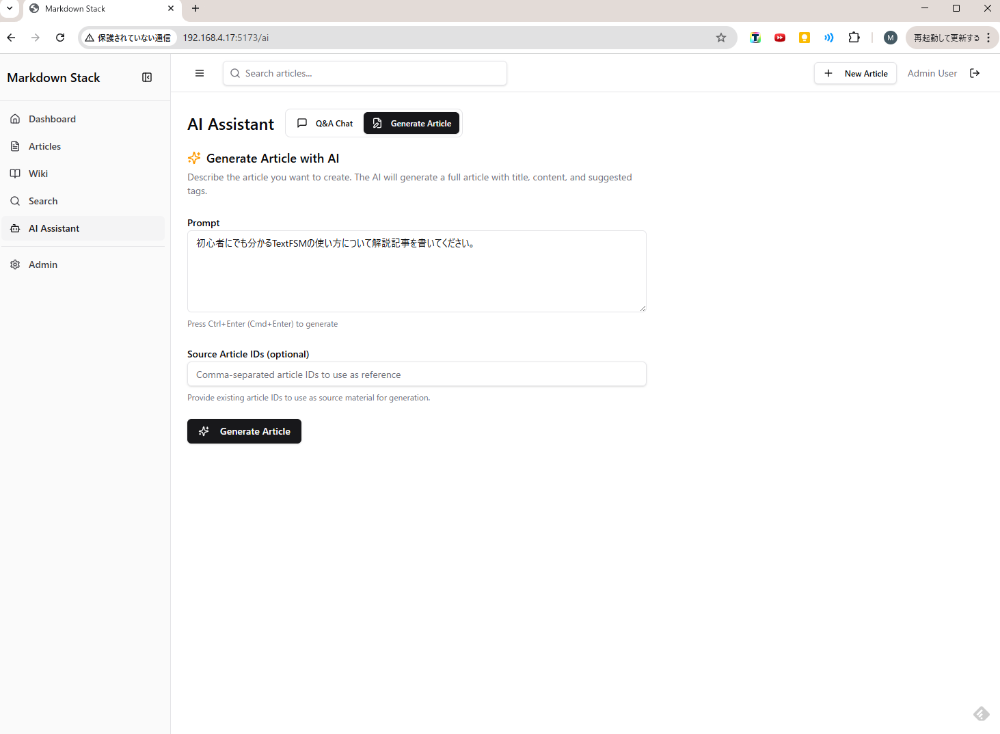 Markdown Stack
保護されていない通信
192.168.4.17:5173/ai
M
再起動して更新する
Markdown Stack
Search articles...
New Article
Admin User
Dashboard
Articles
Wiki
Search
AI Assistant
Admin
AI Assistant
Q&A Chat
Generate Article
Generate Article with AI
Describe the article you want to create. The AI will generate a full article with title, content, and suggested
tags.
Prompt
初心者にでも分かるTextFSMの使い方について解説記事を書いてください。
Press Ctrl+Enter (Cmd+Enter) to generate
Source Article IDs (optional)
Comma-separated article IDs to use as reference
Provide existing article IDs to use as source material for generation.
Generate Article